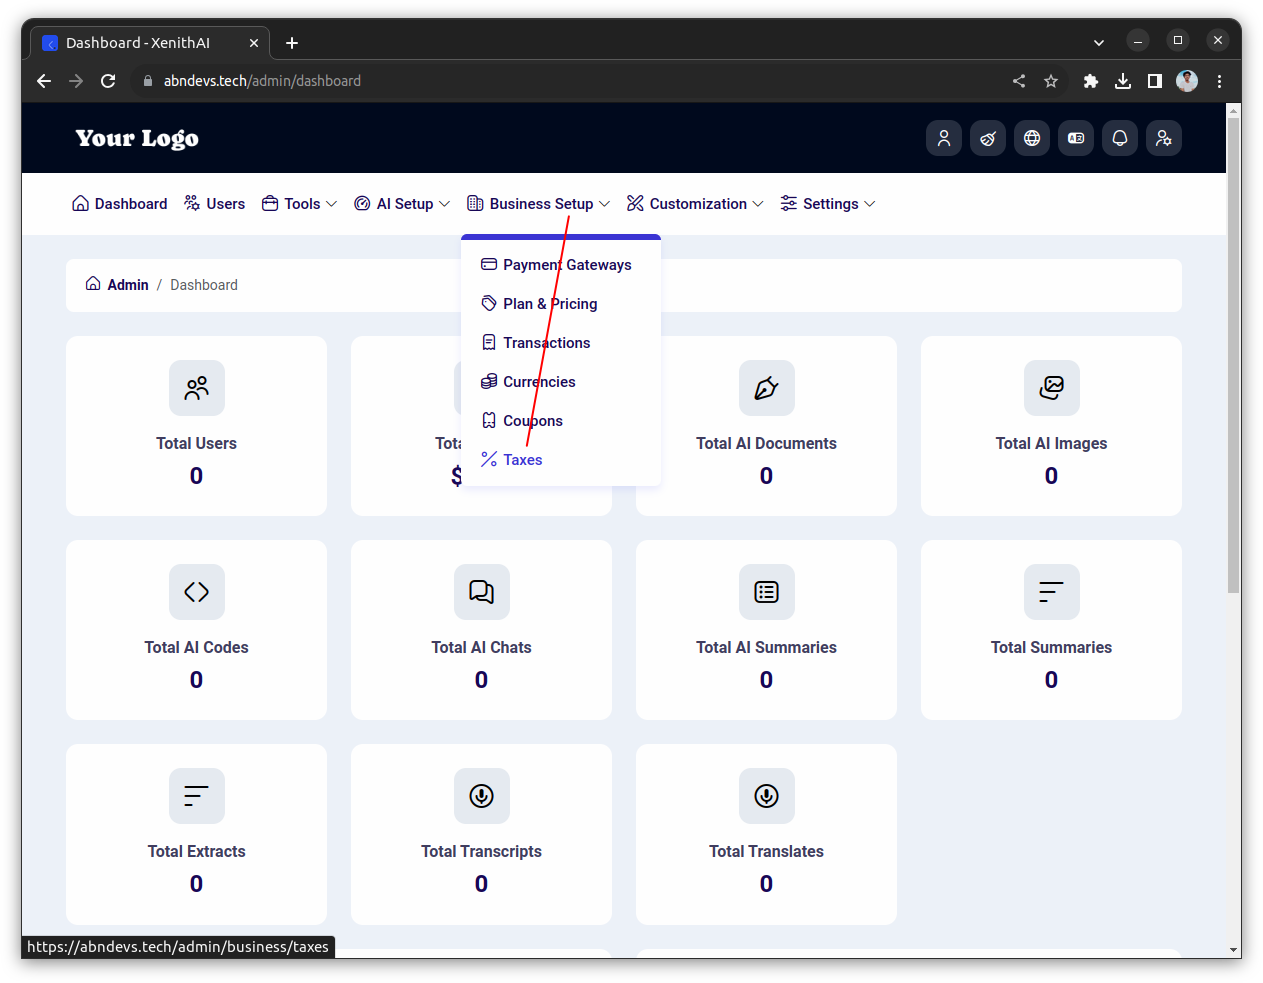 Dashboard - XenithAI
abndevs.tech/admin/dashboard
Your Logo
Dashboard Users Tools AI Setup Business Setup Customization Settings
Payment Gateways
Plan & Pricing
Transactions
Currencies
Coupons
Taxes
Admin / Dashboard
Total Users
0
$
Total AI Documents
0
Total AI Images
0
Total AI Codes
0
Total AI Chats
0
Total AI Summaries
0
Total Summaries
0
Total Extracts
0
Total Transcripts
0
Total Translates
0
https://abndevs.tech/admin/business/taxes